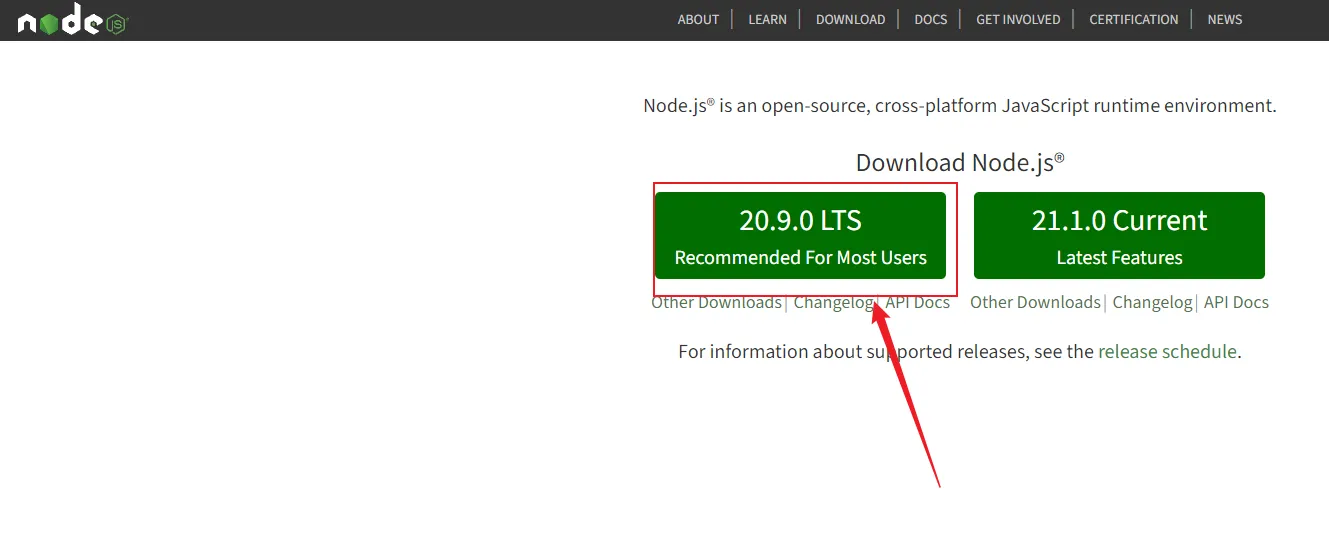 node JS
ABOUT | LEARN | DOWNLOAD | DOCS | GET INVOLVED | CERTIFICATION | NEWS
Node.js® is an open-source, cross-platform JavaScript runtime environment.
Download Node.js®
20.9.0 LTS
Recommended For Most Users
21.1.0 Current
Latest Features
Other Downloads | Changelog | API Docs
Other Downloads | Changelog | API Docs
For information about supported releases, see the release schedule.